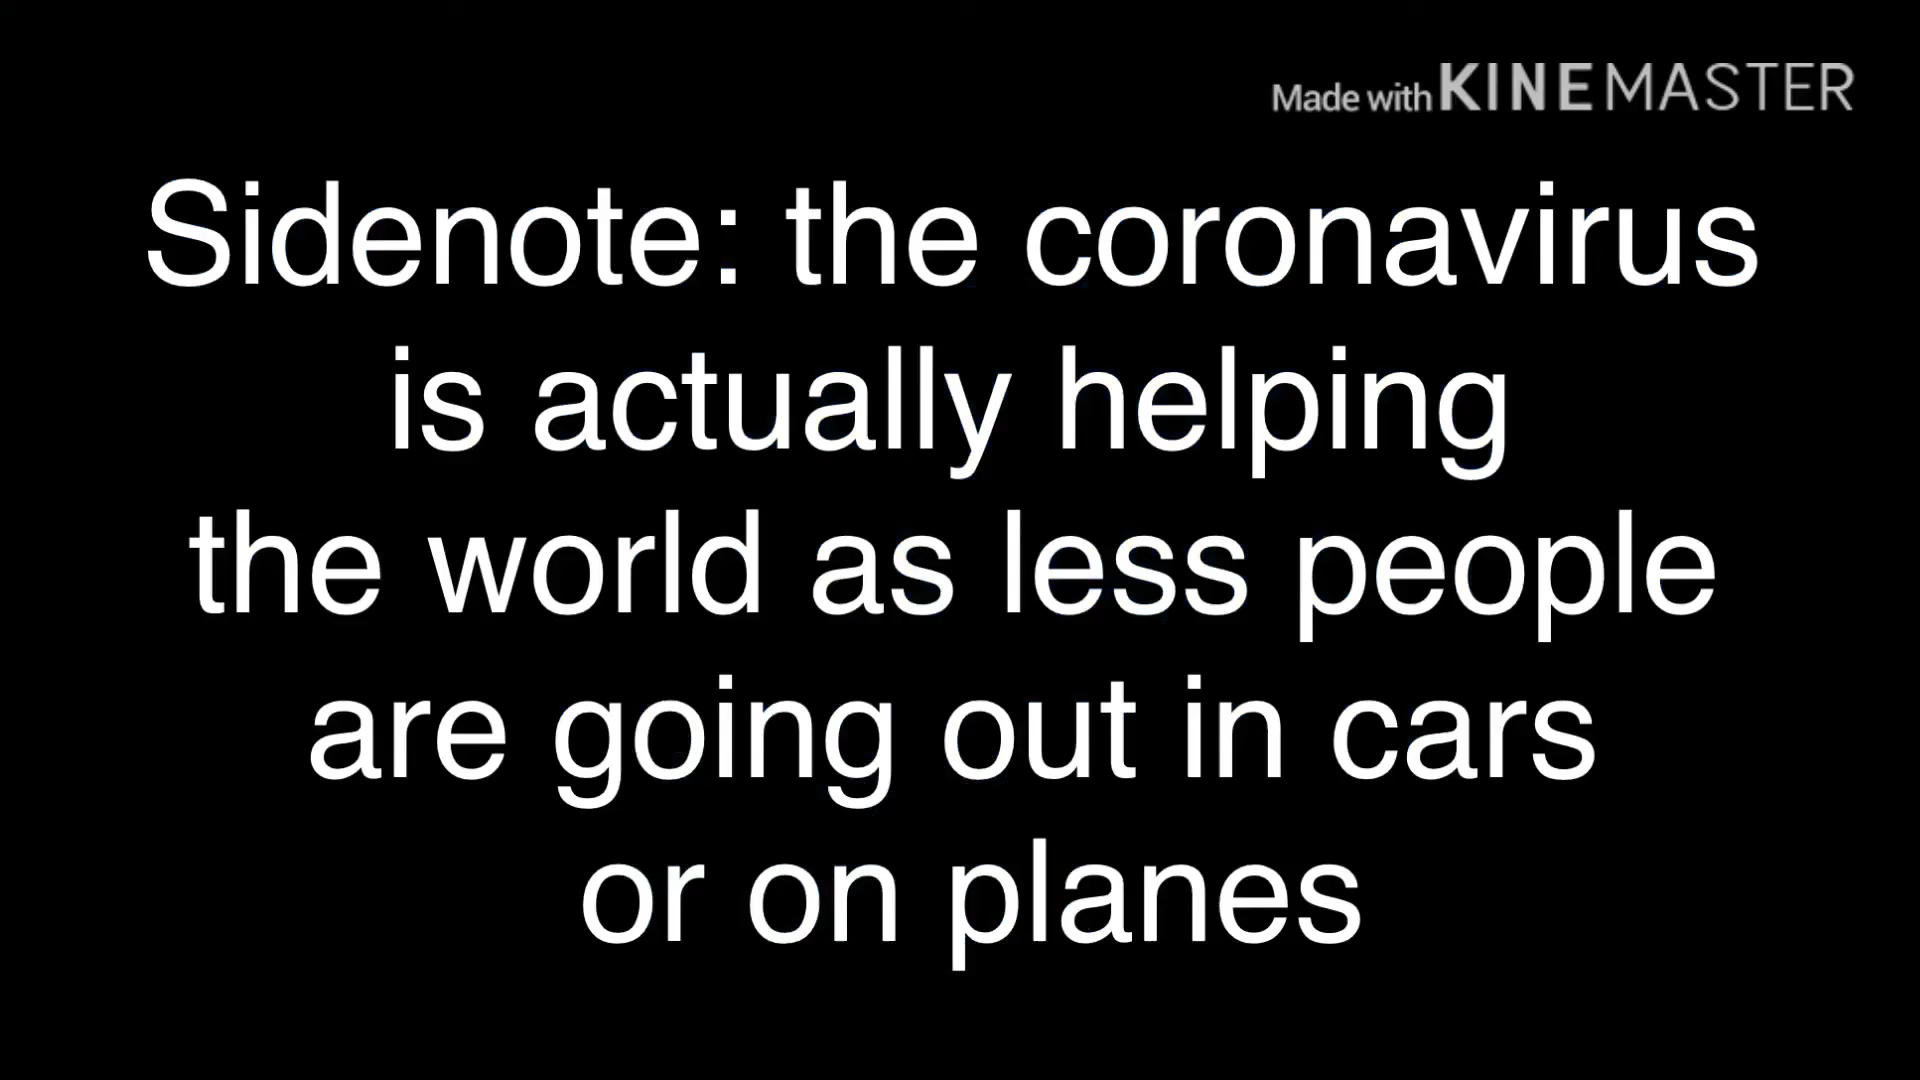 Made with KINEMASTER
Sidenote: the coronavirus
is actually helping
the world as less people
are going out in cars
or on planes